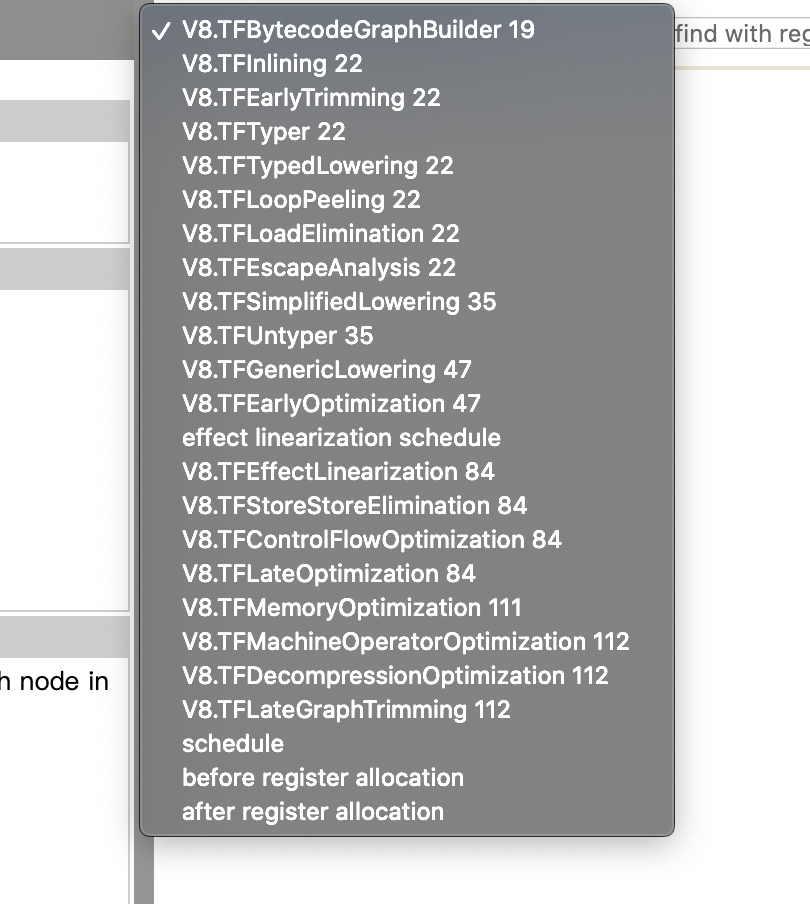 ✓ V8.TFBytecodeGraphBuilder 19
find with reg
V8.TFInlining 22
V8.TFEarlyTrimming 22
V8.TFTyper 22
V8.TFTypedLowering 22
V8.TFLoopPeeling 22
V8.TFLoadElimination 22
V8.TFEscapeAnalysis 22
V8.TFSimplifiedLowering 35
V8.TFUntyper 35
V8.TFGenericLowering 47
V8.TFEarlyOptimization 47
effect linearization schedule
V8.TFEffectLinearization 84
V8.TFStoreStoreElimination 84
V8.TFControlFlowOptimization 84
V8.TFLateOptimization 84
V8.TFMemoryOptimization 111
V8.TFMachineOperatorOptimization 112
V8.TFDecompressionOptimization 112
h node in
V8.TFLateGraphTrimming 112
schedule
before register allocation
after register allocation